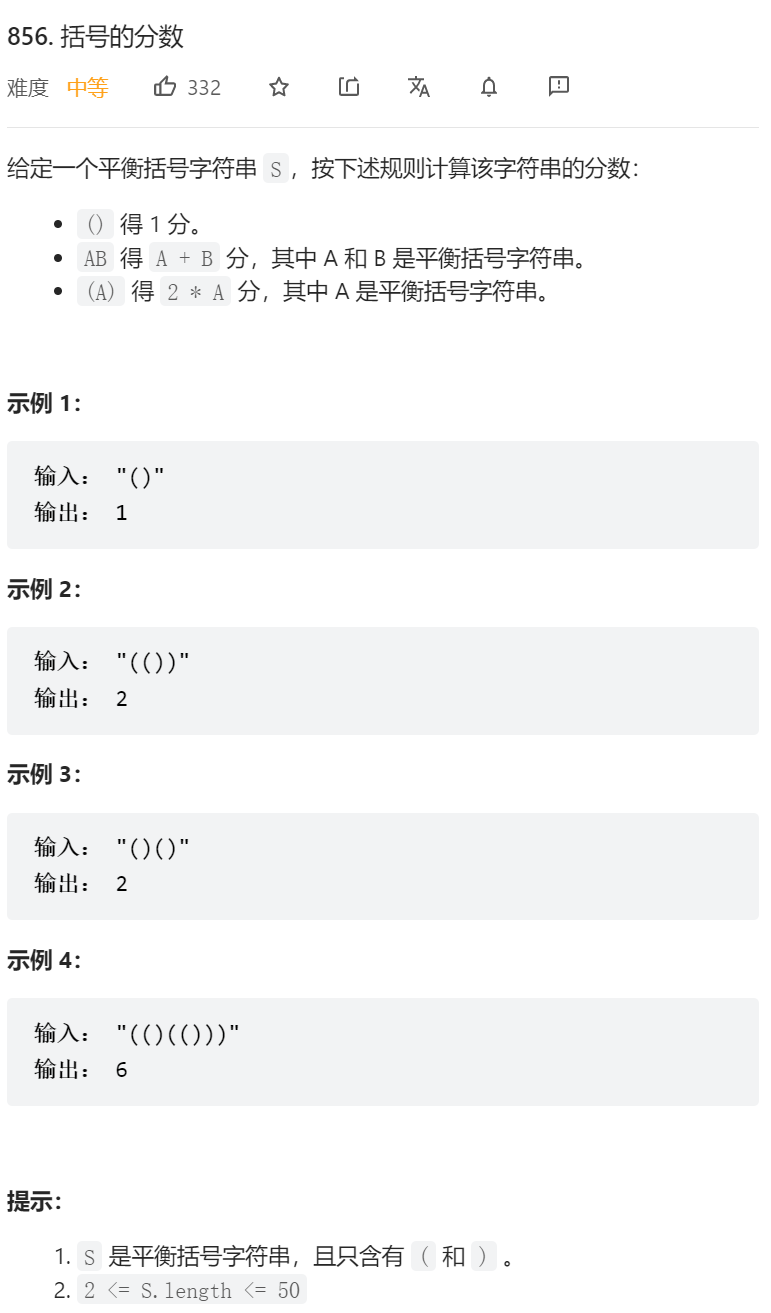 856. 括号的分数
难度 中等 332
给定一个平衡括号字符串 S，按下述规则计算该字符串的分数：
• () 得 1 分。
• AB 得 A + B 分，其中 A 和 B 是平衡括号字符串。
• (A) 得 2 * A 分，其中 A 是平衡括号字符串。
示例 1：
输入： "()"
输出： 1
示例 2：
输入： "(())"
输出： 2
示例 3：
输入： "()()"
输出： 2
示例 4：
输入： "(()(()))"
输出： 6
提示：
1. S 是平衡括号字符串，且只含有 ( 和 ) 。
2. 2 <= S.length <= 50